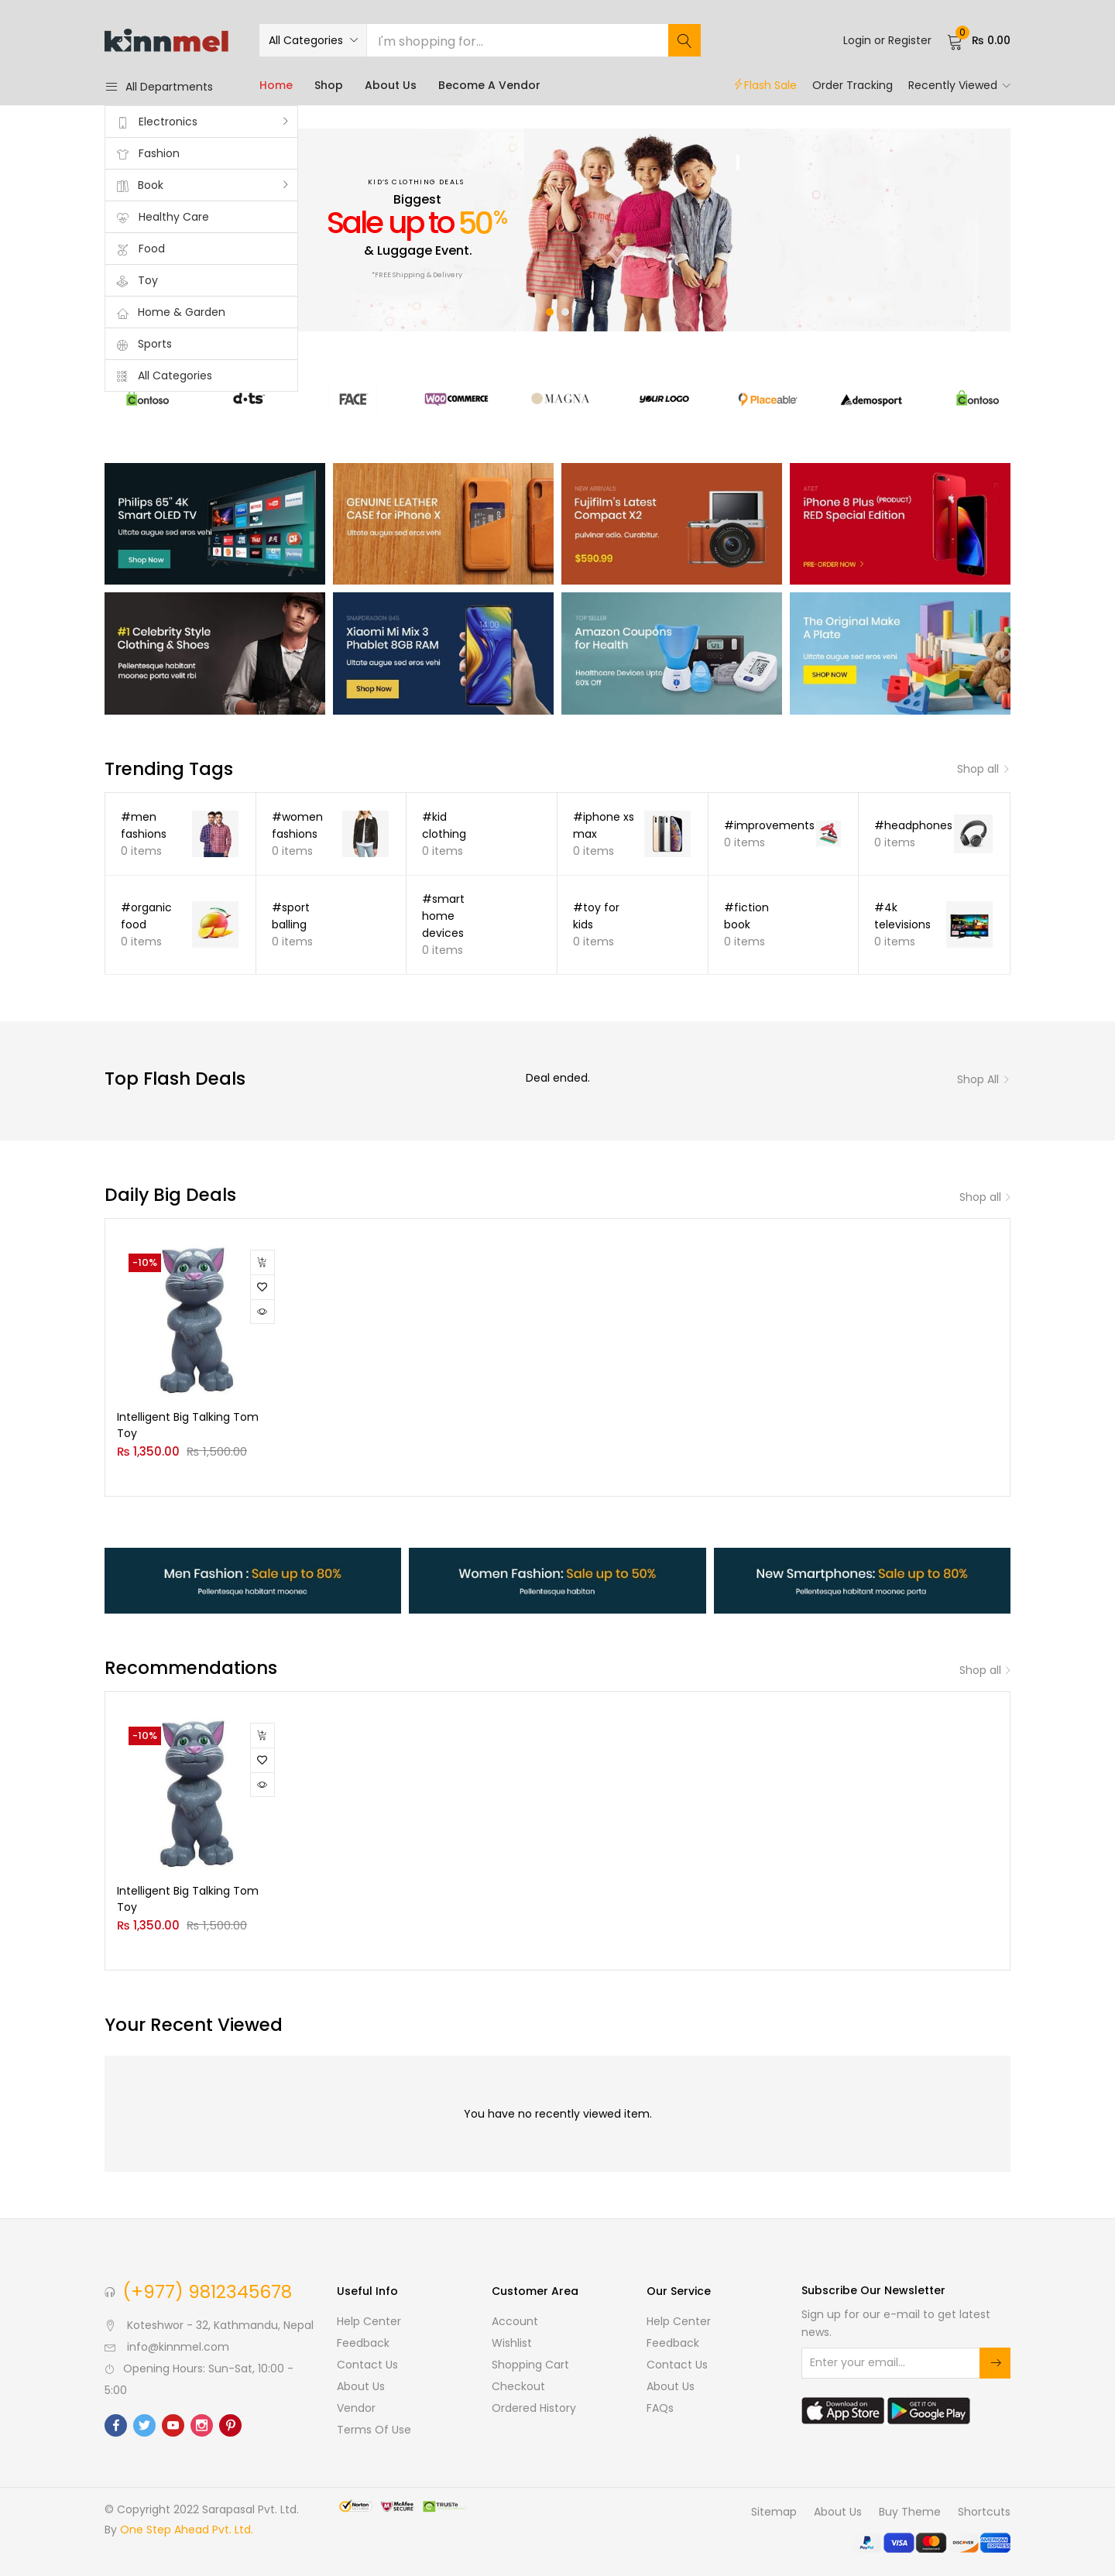 kinnmel
All Categories
I'm shopping for...
Login or Register
0
₨ 0.00
All Departments
Home
Shop
About Us
Become A Vendor
Flash Sale
Order Tracking
Recently Viewed
Electronics
Fashion
Book
Healthy Care
Food
Toy
Home & Garden
Sports
All Categories
KID'S CLOTHING DEALS
Biggest
Sale up to 50%
& Luggage Event.
*FREE Shipping & Delivery
Contoso
dots
FACE
WOOCOMMERCE
MAGNA
YOUR LOGO
Placeable
demosport
Contoso
Philips 65" 4K
Smart OLED TV
Ultate augue sed eros vehi
Shop Now
GENUINE LEATHER
CASE for iPhone X
Ultate augue sed eros vehi
NEW ARRIVALS
Fujifilm's Latest
Compact X2
pulvinar odio. Curabitur.
$590.99
AT&T
iPhone 8 Plus (PRODUCT)
RED Special Edition
PRE-ORDER NOW
#1 Celebrity Style
Clothing & Shoes
Pellentesque habitant
moonec porta velit rbi
SNAPDRAGON 845
Xiaomi Mi Mix 3
Phablet 8GB RAM
Ultate augue sed eros vehi
Shop Now
TOP SELLER
Amazon Coupons
for Health
Healthcare Devices Upto
60% Off
The Original Make
A Plate
Ultate augue sed eros vehi
SHOP NOW
Trending Tags
Shop all
#men
fashions
0 items
#women
fashions
0 items
#kid
clothing
0 items
#iphone xs
max
0 items
#improvements
0 items
#headphones
0 items
#organic
food
0 items
#sport
balling
0 items
#smart
home
devices
0 items
#toy for
kids
0 items
#fiction
book
0 items
#4k
televisions
0 items
Top Flash Deals
Deal ended.
Shop All
Daily Big Deals
Shop all
-10%
Intelligent Big Talking Tom
Toy
₨ 1,350.00 ₨ 1,500.00
Men Fashion : Sale up to 80%
Pellentesque habitant moonec
Women Fashion: Sale up to 50%
Pellentesque habitan
New Smartphones: Sale up to 80%
Pellentesque habitant moonec porta
Recommendations
Shop all
-10%
Intelligent Big Talking Tom
Toy
₨ 1,350.00 ₨ 1,500.00
Your Recent Viewed
You have no recently viewed item.
(+977) 9812345678
Koteshwor - 32, Kathmandu, Nepal
info@kinnmel.com
Opening Hours: Sun-Sat, 10:00 -
5:00
Useful Info
Help Center
Feedback
Contact Us
About Us
Vendor
Terms Of Use
Customer Area
Account
Wishlist
Shopping Cart
Checkout
Ordered History
Our Service
Help Center
Feedback
Contact Us
About Us
FAQs
Subscribe Our Newsletter
Sign up for our e-mail to get latest
news.
Enter your email...
Download on
App Store
GET IT ON
Google Play
© Copyright 2022 Sarapasal Pvt. Ltd.
By One Step Ahead Pvt. Ltd.
Norton
McAfee
SECURE
TRUSTe
Sitemap
About Us
Buy Theme
Shortcuts
PayPal
VISA
mastercard
DISCOVER
AMERICAN
EXPRESS